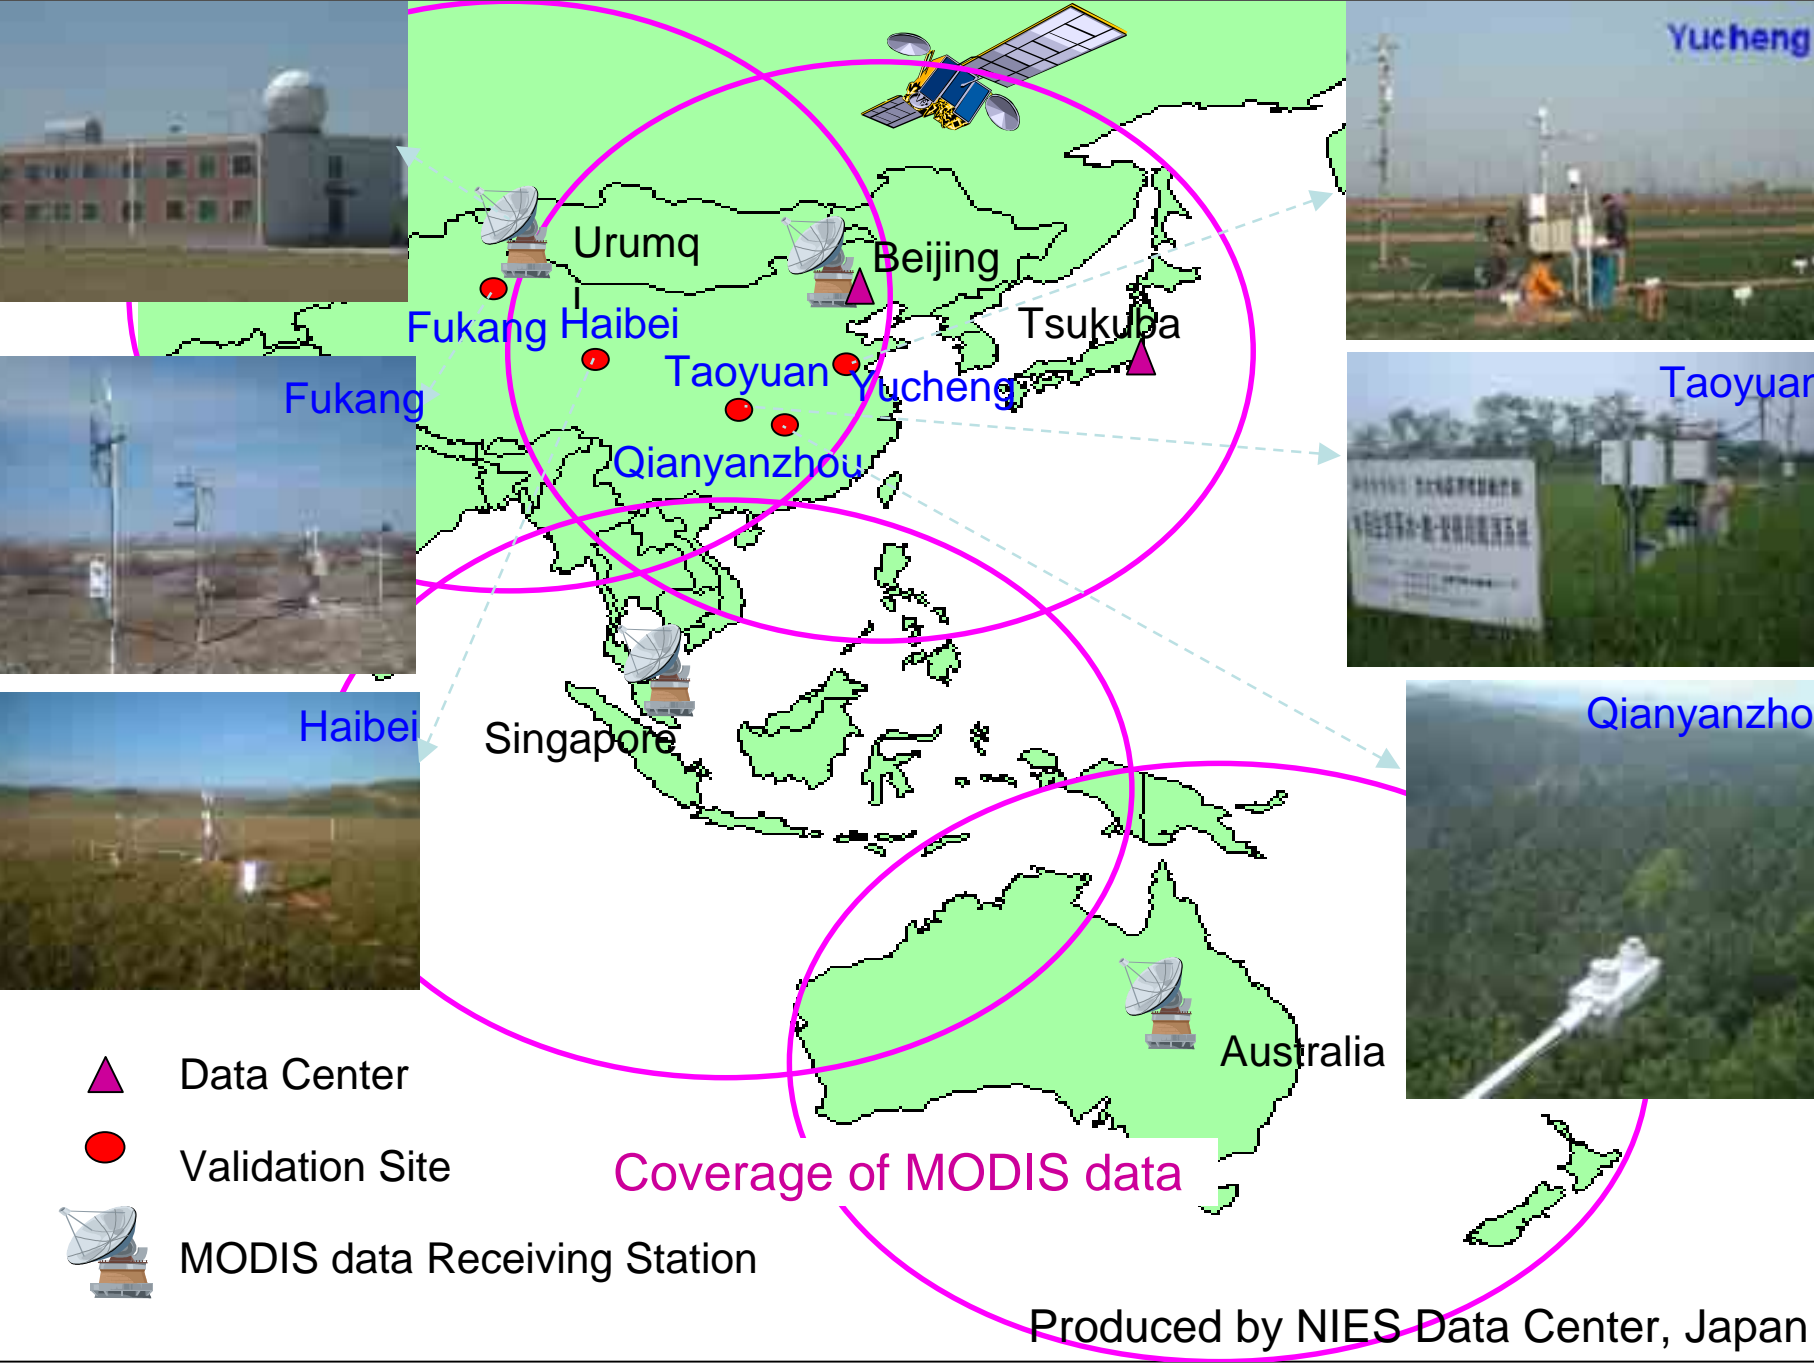 Yucheng
Urumq
i
Beijing
Fukang
Haibei
Tsukuba
Taoyuan
Yucheng
Fukang
Taoyuan
Qianyanzhou
Haibei
Singapore
Qianyanzho
Australia
Data Center
Validation Site
Coverage of MODIS data
MODIS data Receiving Station
Produced by NIES Data Center, Japan